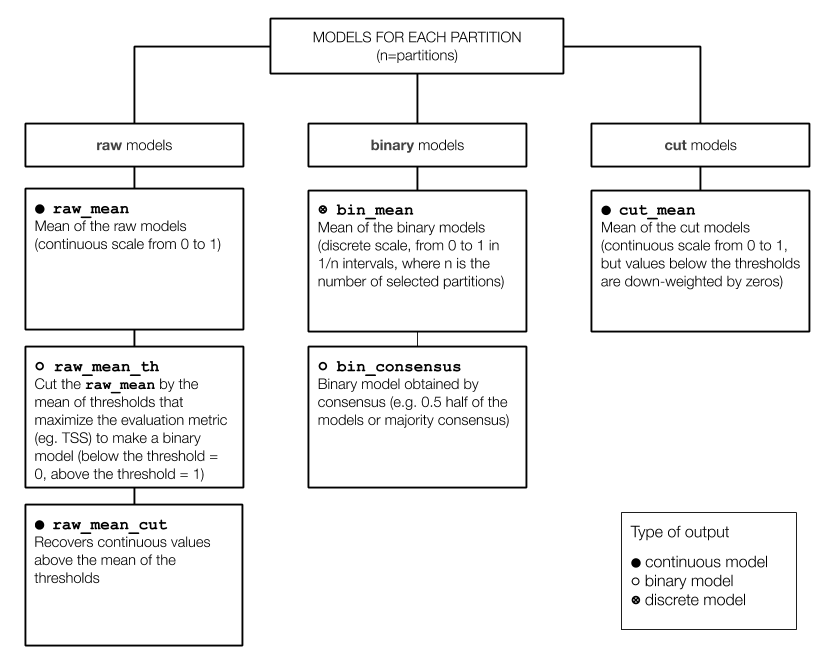 MODELS FOR EACH PARTITION
(n=partitions)
raw models
raw_mean
Mean of the raw models
(continuous scale from 0 to 1)
raw_mean_th
Cut the raw_mean by the
mean of thresholds that
maximize the evaluation metric
(eg. TSS) to make a binary
model (below the threshold =
0, above the threshold = 1)
raw_mean_cut
Recovers continuous values
above the mean of the
thresholds
binary models
bin_mean
Mean of the binary models
(discrete scale, from 0 to 1 in
1/n intervals, where n is the
number of selected partitions)
bin_consensus
Binary model obtained by
consensus (e.g. 0.5 half of the
models or majority consensus)
cut models
cut_mean
Mean of the cut models
(continuous scale from 0 to 1,
but values below the thresholds
are down-weighted by zeros)
Type of output
continuous model
binary model
discrete model